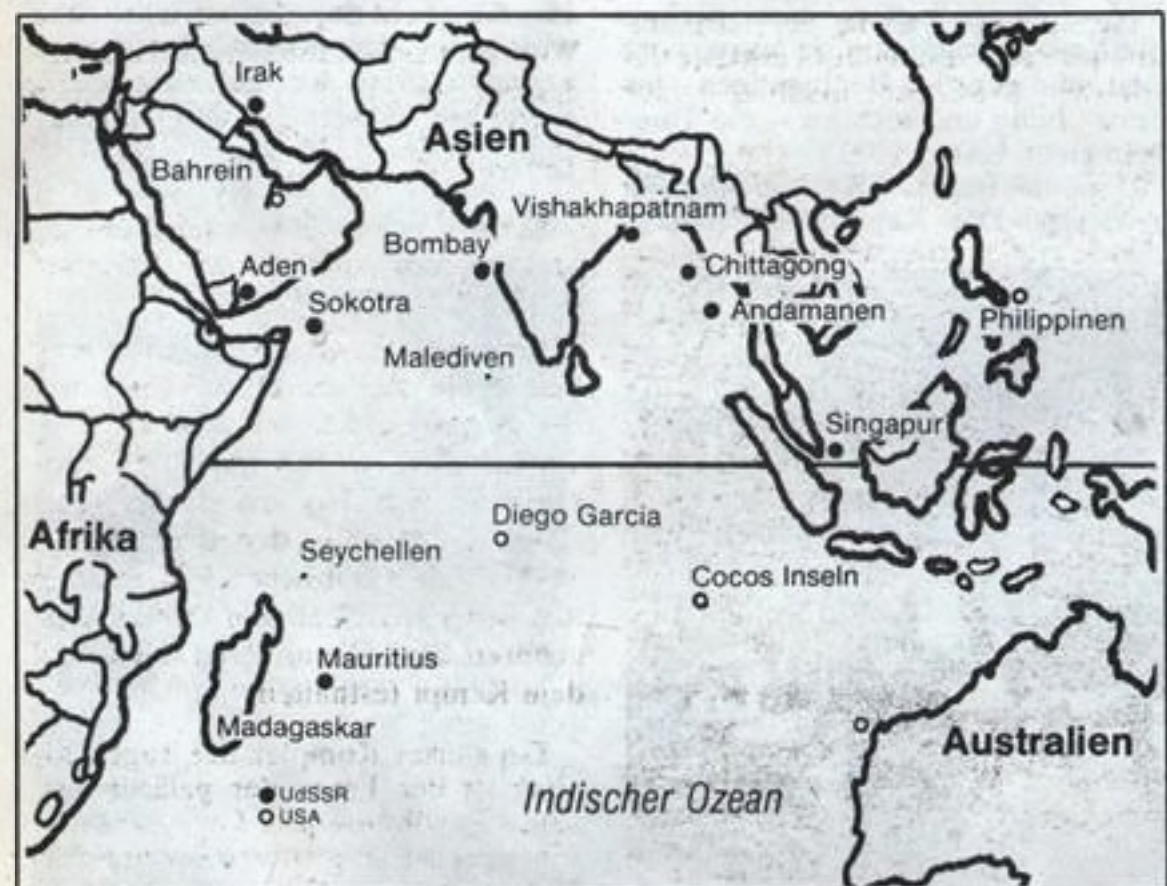 Irak
Asien
Bahrein
Vishakhapatnam
Bombay
Chittagong
Aden
Sokotra
Andamanen
Philippinen
Malediven
Singapur
Diego Garcia
Afrika
Seychellen
Cocos Inseln
Mauritius
Madagaskar
Australien
UdSSR
USA
Indischer Ozean